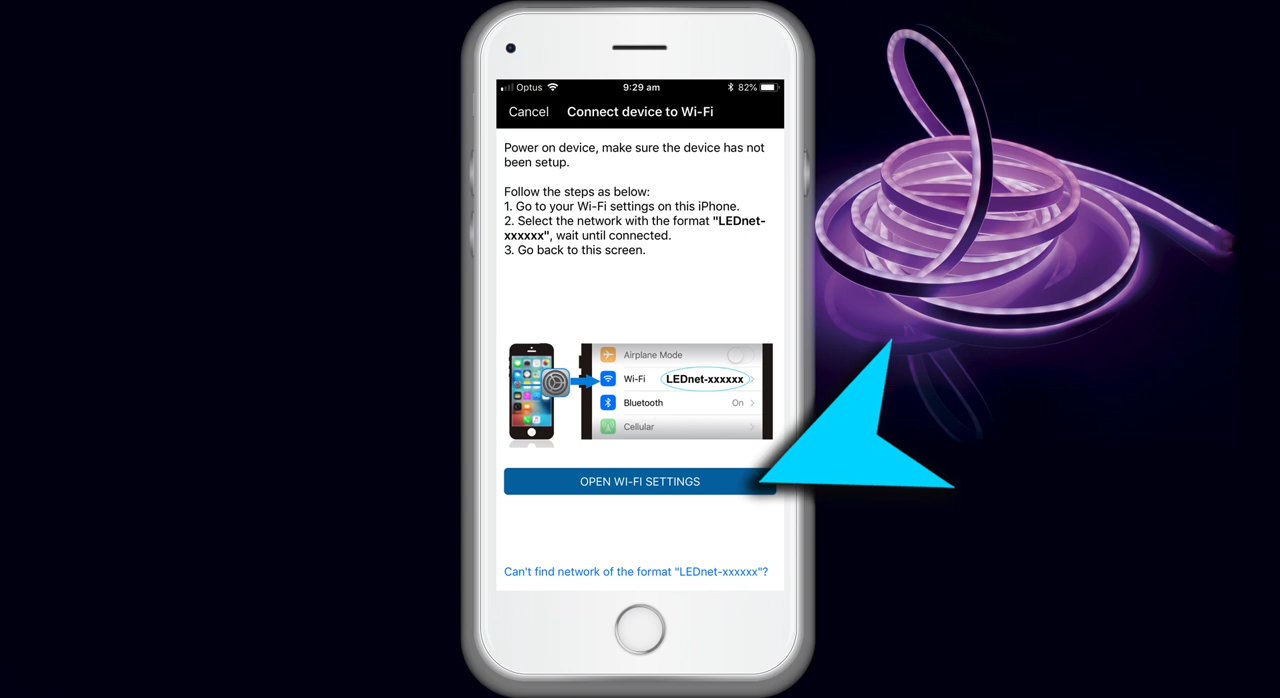 Optus 9:29 am 82%
Cancel Connect device to Wi-Fi
Power on device, make sure the device has not
been setup.
Follow the steps as below:
1. Go to your Wi-Fi settings on this iPhone.
2. Select the network with the format "LEDnet-
xxxxxx", wait until connected.
3. Go back to this screen.
Airplane Mode
Wi-Fi LEDnet-xxxxxx
Bluetooth On
Cellular
OPEN WI-FI SETTINGS
Can't find network of the format "LEDnet-xxxxxx"?